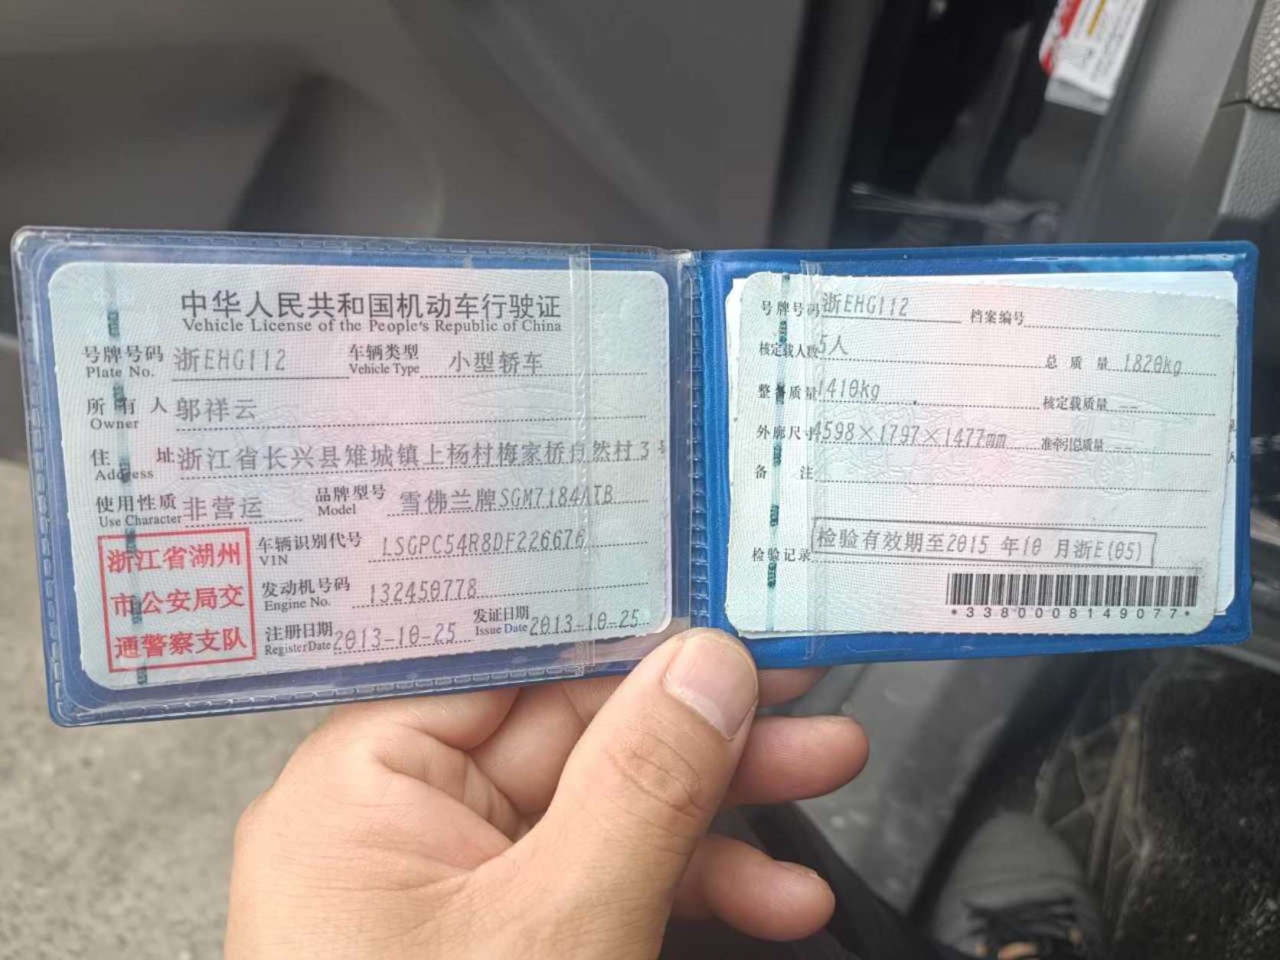 中华人民共和国机动车行驶证
Vehicle License of the People's Republic of China
号牌号码 浙EHG112 车辆类型 小型轿车
Plate No. Vehicle Type
所有人 邬祥云
Owner
住址 浙江省长兴县雉城镇上杨村梅家桥自然村3号
Address
使用性质 非营运 品牌型号 雪佛兰牌SGM7184ATB
Use Character Model
浙江省湖州
市公安局交
通警察支队
车辆识别代号 LSGPC54R8DF226676
VIN
发动机号码 132450778
Engine No.
注册日期 2013-10-25 发证日期 2013-10-25
Register Date Issue Date
号牌号码 浙EHG112 档案编号
核定载人数 5人 总质量 1820kg
整备质量 1410kg 核定载质量 --
外廓尺寸 4598×1797×1477mm 准牵引总质量 --
备注
检验记录 检验有效期至2015 年10 月浙E(05)
*3380008149077*